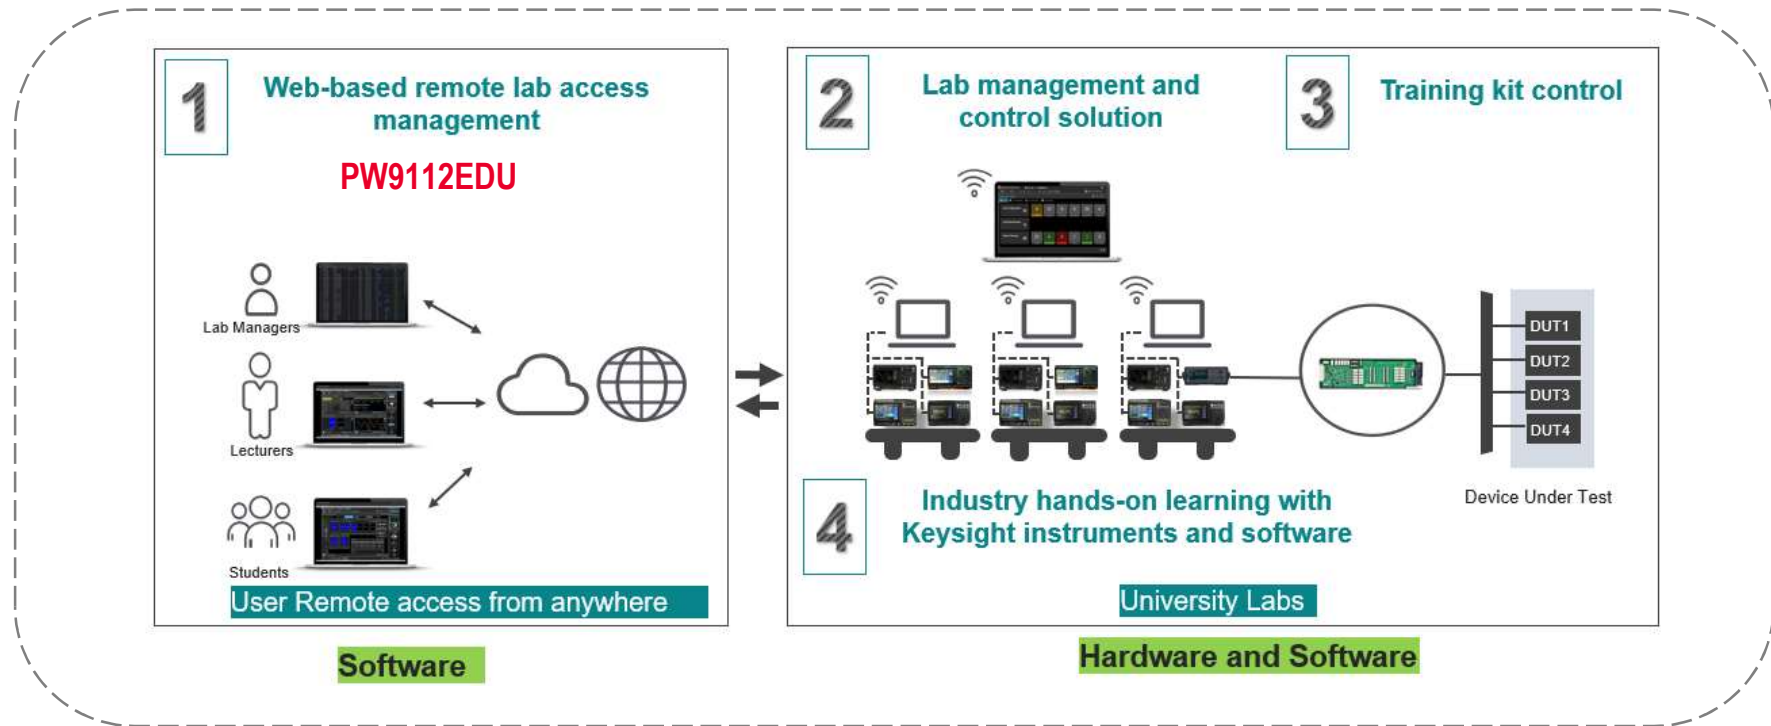 1
Web-based remote lab access
management
PW9112EDU
Lab Managers
Lecturers
Students
User Remote access from anywhere
Software
2
Lab management and
control solution
3
Training kit control
DUT1
DUT2
DUT3
DUT4
Device Under Test
4
Industry hands-on learning with
Keysight instruments and software
University Labs
Hardware and Software